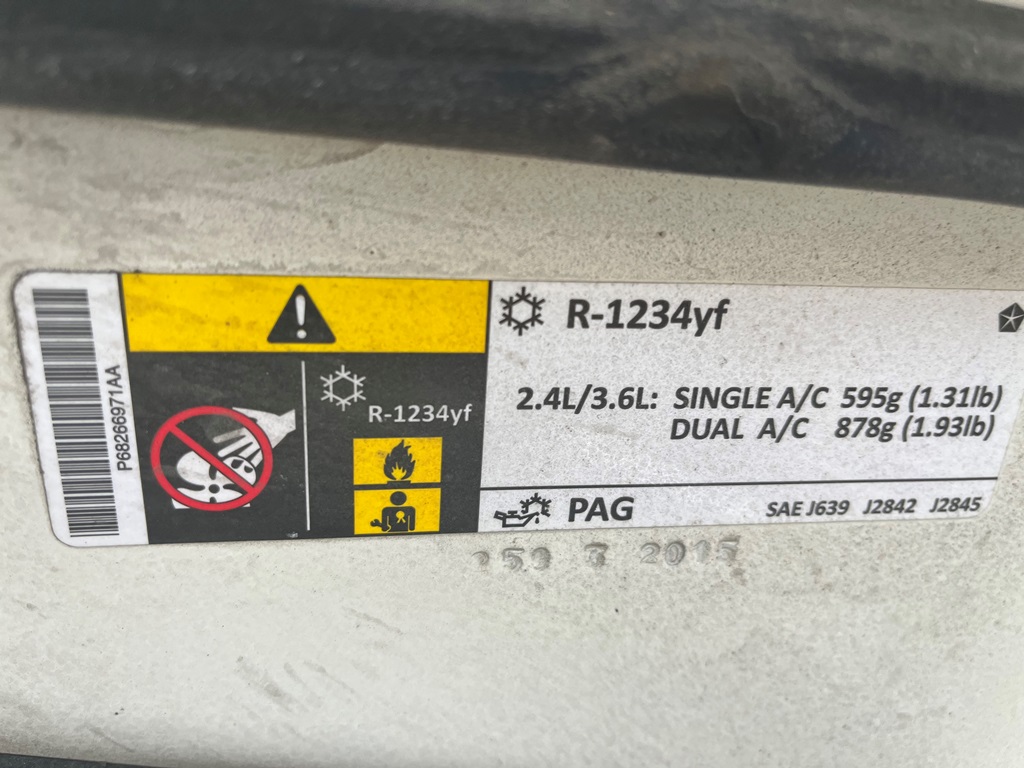 P68266971AA
R-1234yf
R-1234yf
2.4L/3.6L: SINGLE A/C 595g (1.31lb)
DUAL A/C 878g (1.93lb)
PAG
SAE J639 J2842 J2845
2015